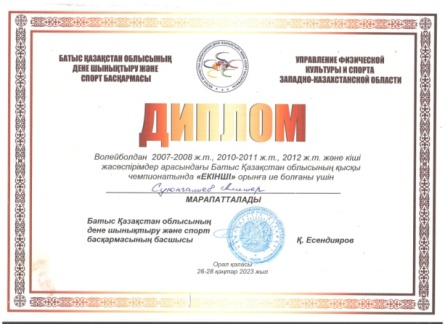 БАТЫС ҚАЗАҚСТАН ОБЛЫСЫНЫҢ
ДЕНЕ ШЫНЫҚТЫРУ ЖӘНЕ
СПОРТ БАСҚАРМАСЫ
УПРАВЛЕНИЕ ФИЗИЧЕСКОЙ
КУЛЬТУРЫ И СПОРТА
ЗАПАДНО-КАЗАХСТАНСКОЙ ОБЛАСТИ
ДИПЛОМ
Волейболдан 2007-2008 ж.т., 2010-2011 ж.т., 2012 ж.т. және кіші
жасөспірімдер арасындағы Батыс Қазақстан облысының қысқы
чемпионатында «ЕКІНШІ» орынға ие болғаны үшін
МАРАПАТТАЛАДЫ
Батыс Қазақстан облысының
дене шынықтыру және спорт
басқармасының басшысы
Қ. Есендияров
Орал қаласы
26-28 қаңтар 2023 жыл